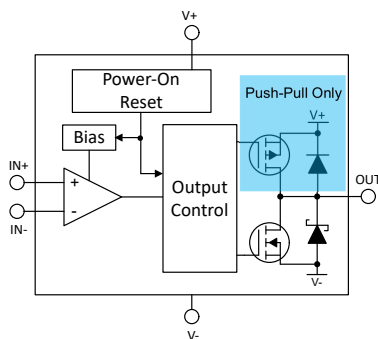 V+
Power-On
Reset
Push-Pull Only
V+
Bias
IN+
+
Output
Control
OUT
IN-
-
V-
V-